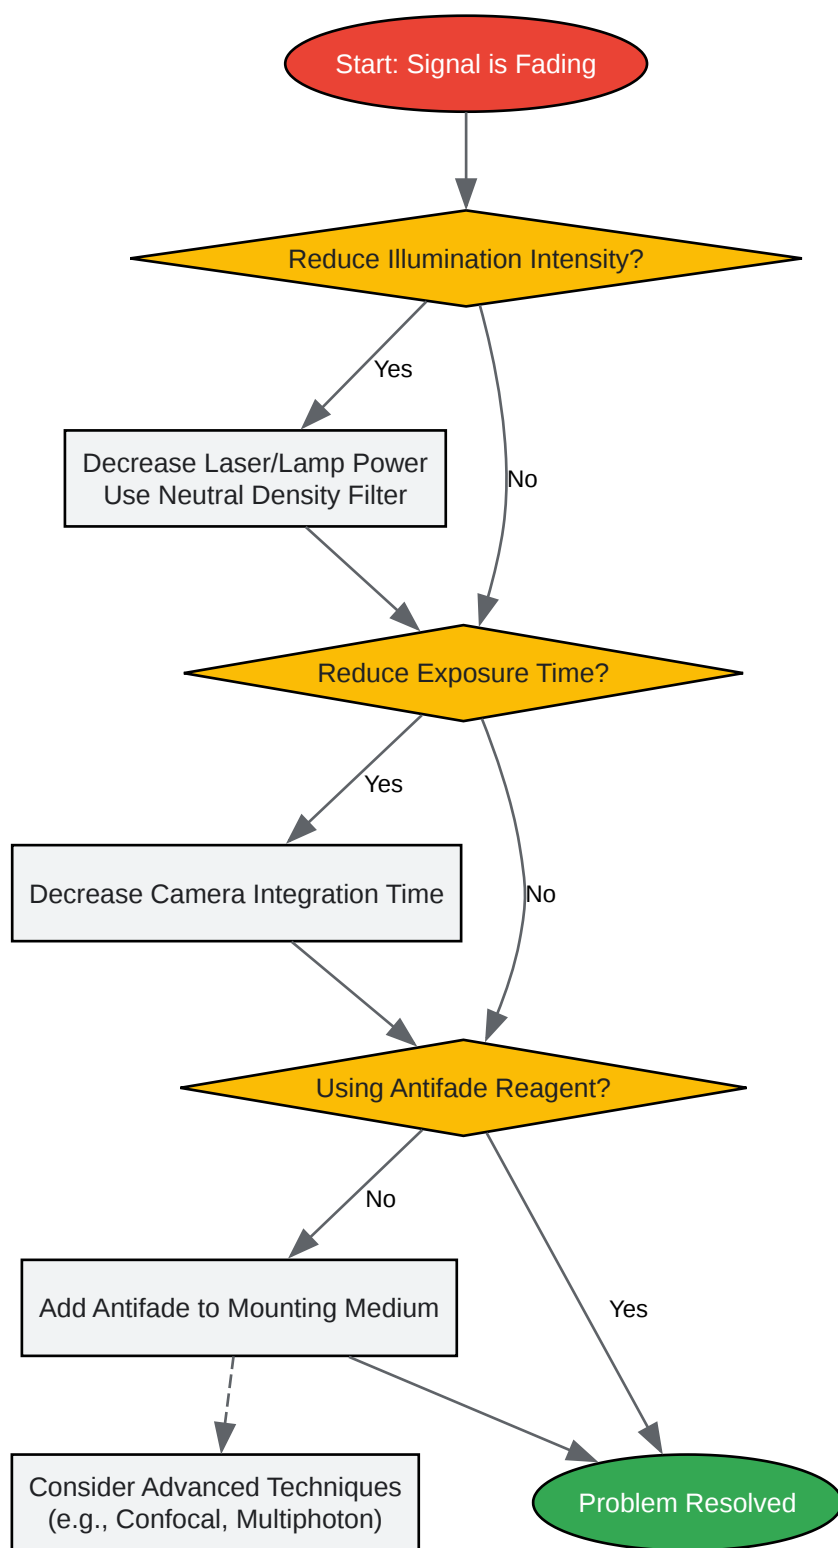 Start: Signal is Fading
Reduce Illumination Intensity?
Yes
Decrease Laser/Lamp Power
Use Neutral Density Filter
No
Reduce Exposure Time?
Yes
Decrease Camera Integration Time
No
Using Antifade Reagent?
No
Add Antifade to Mounting Medium
Yes
Consider Advanced Techniques
(e.g., Confocal, Multiphoton)
Problem Resolved